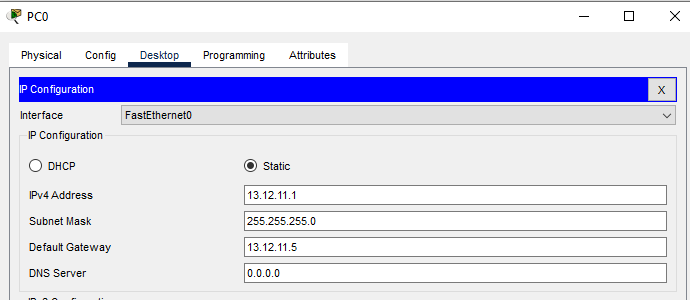 PC0
Physical Config Desktop Programming Attributes
IP Configuration X
Interface FastEthernet0
IP Configuration
DHCP Static
IPv4 Address 13.12.11.1
Subnet Mask 255.255.255.0
Default Gateway 13.12.11.5
DNS Server 0.0.0.0